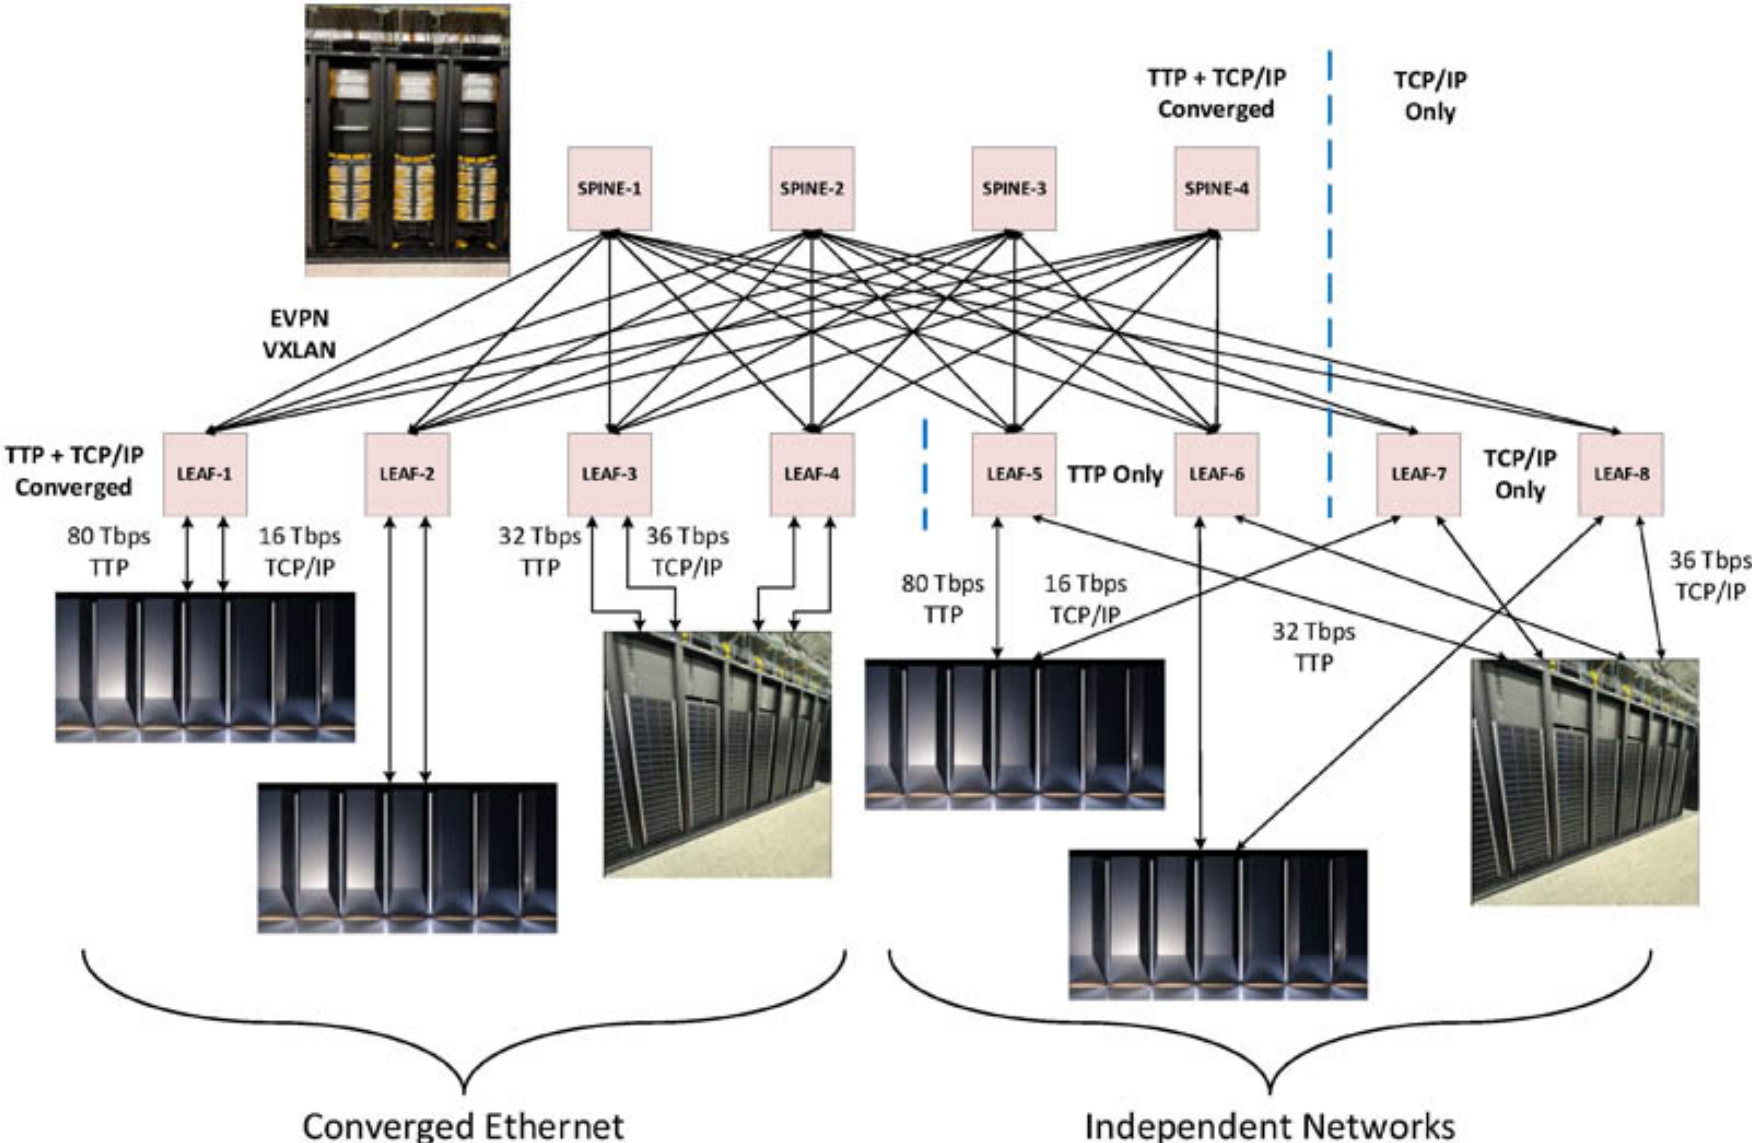 TTP + TCP/IP
Converged
TCP/IP
Only
SPINE-1
SPINE-2
SPINE-3
SPINE-4
EVPN
VXLAN
TTP + TCP/IP
Converged
LEAF-1
LEAF-2
LEAF-3
LEAF-4
LEAF-5
TTP Only
LEAF-6
LEAF-7
TCP/IP
Only
LEAF-8
80 Tbps
TTP
16 Tbps
TCP/IP
32 Tbps
TTP
36 Tbps
TCP/IP
80 Tbps
TTP
16 Tbps
TCP/IP
32 Tbps
TTP
36 Tbps
TCP/IP
Converged Ethernet
Independent Networks